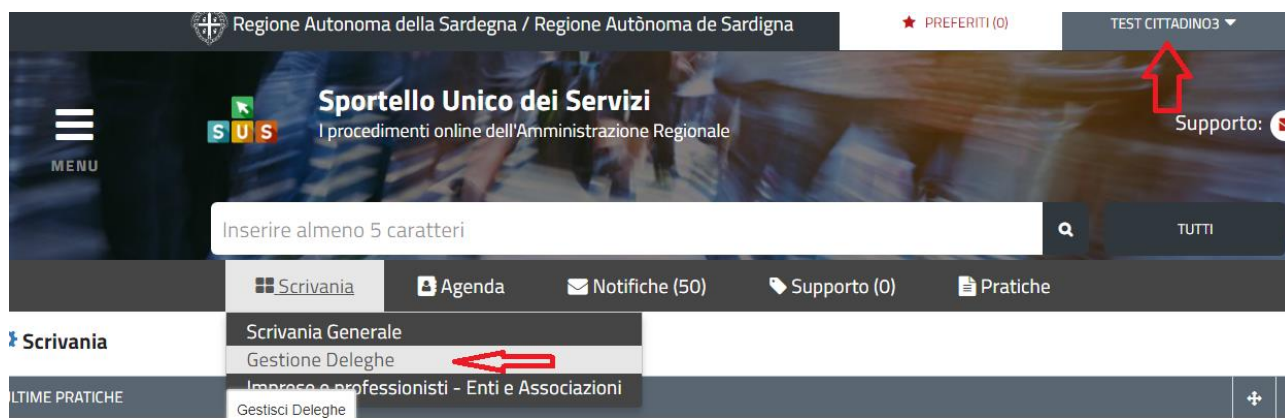 Regione Autonoma della Sardegna / Regione Autònoma de Sardigna
PREFERITI (0)
TEST CITTADINO3
MENU
SUS
Sportello Unico dei Servizi
I procedimenti online dell'Amministrazione Regionale
Supporto:
Inserire almeno 5 caratteri
TUTTI
Scrivania
Agenda
Notifiche (50)
Supporto (0)
Pratiche
Scrivania
Scrivania Generale
Gestione Deleghe
Imprese e professionisti - Enti e Associazioni
LTIME PRATICHE
Gestisci Deleghe